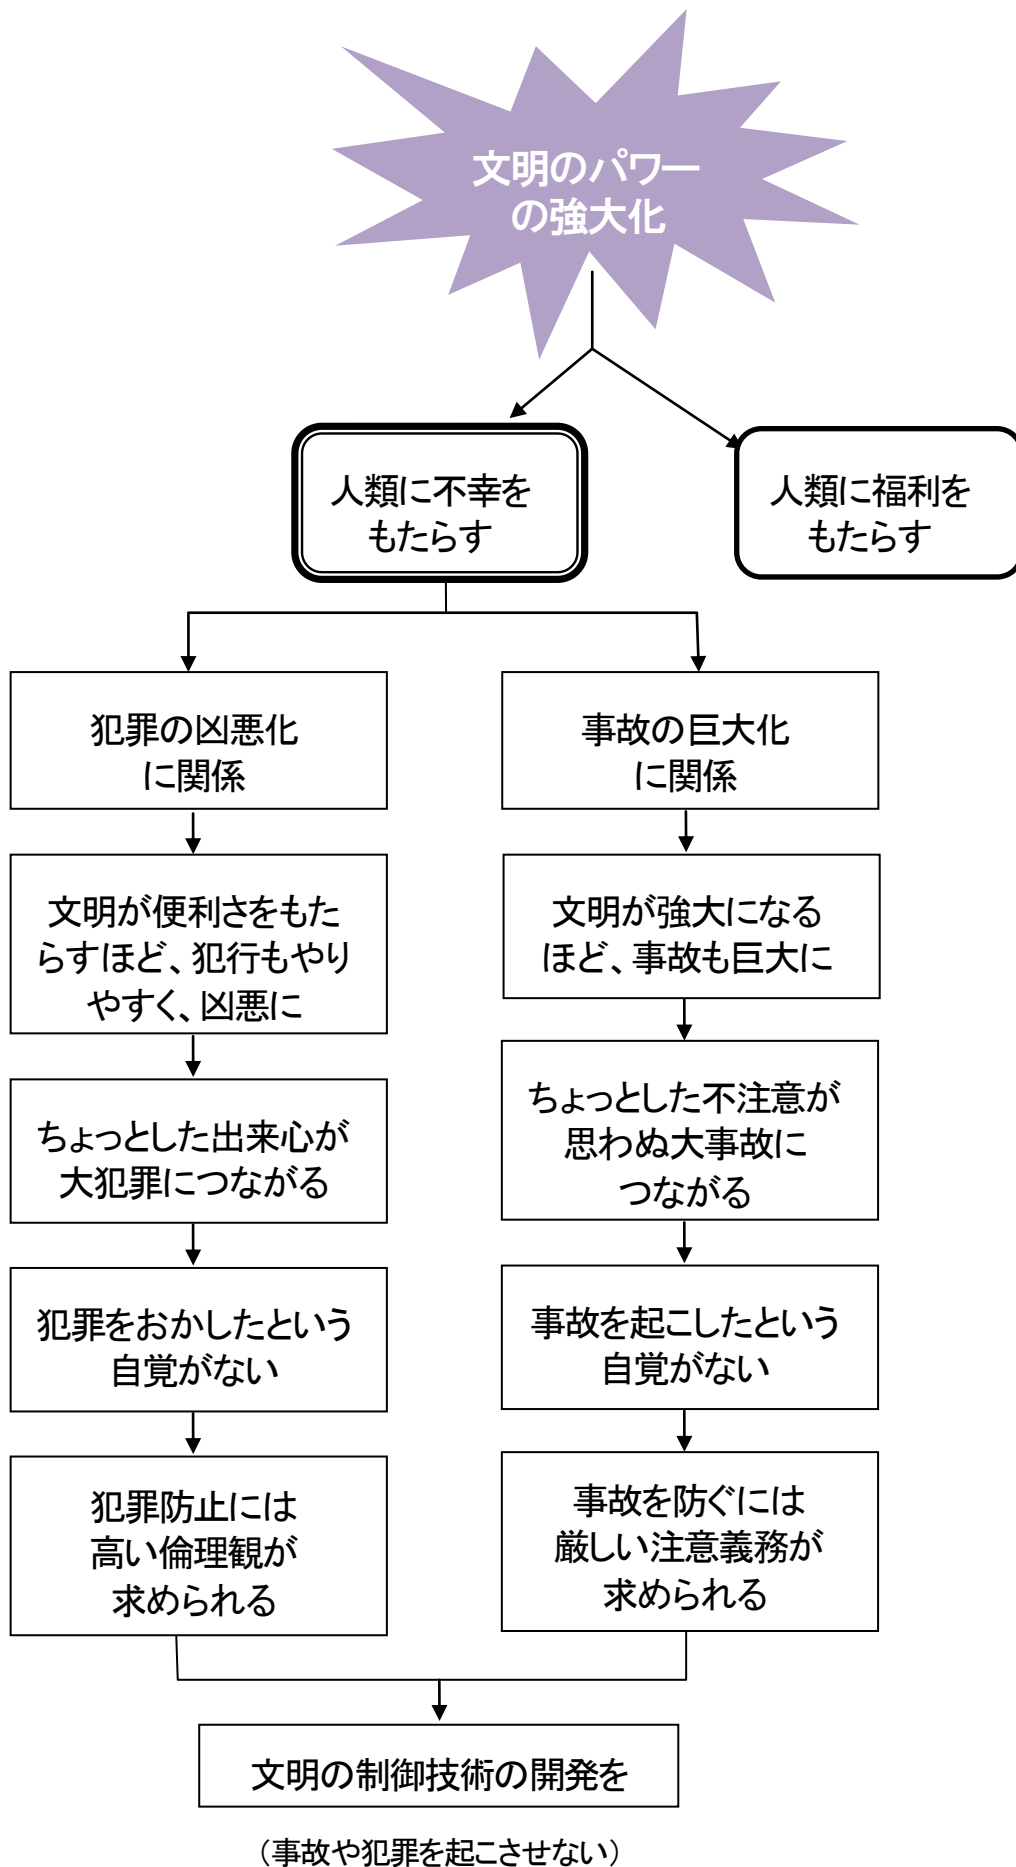 文明のパワー
の強大化
人類に不幸を
もたらす
人類に福利を
もたらす
犯罪の凶悪化
に関係
文明が便利さをもた
らすほど、犯行もやり
やすく、凶悪に
ちょっとした出来心が
大犯罪につながる
犯罪をおかしたという
自覚がない
犯罪防止には
高い倫理観が
求められる
事故の巨大化
に関係
文明が強大になる
ほど、事故も巨大に
ちょっとした不注意が
思わぬ大事故に
つながる
事故を起こしたという
自覚がない
事故を防ぐには
厳しい注意義務が
求められる
文明の制御技術の開発を
（事故や犯罪を起こさせない）